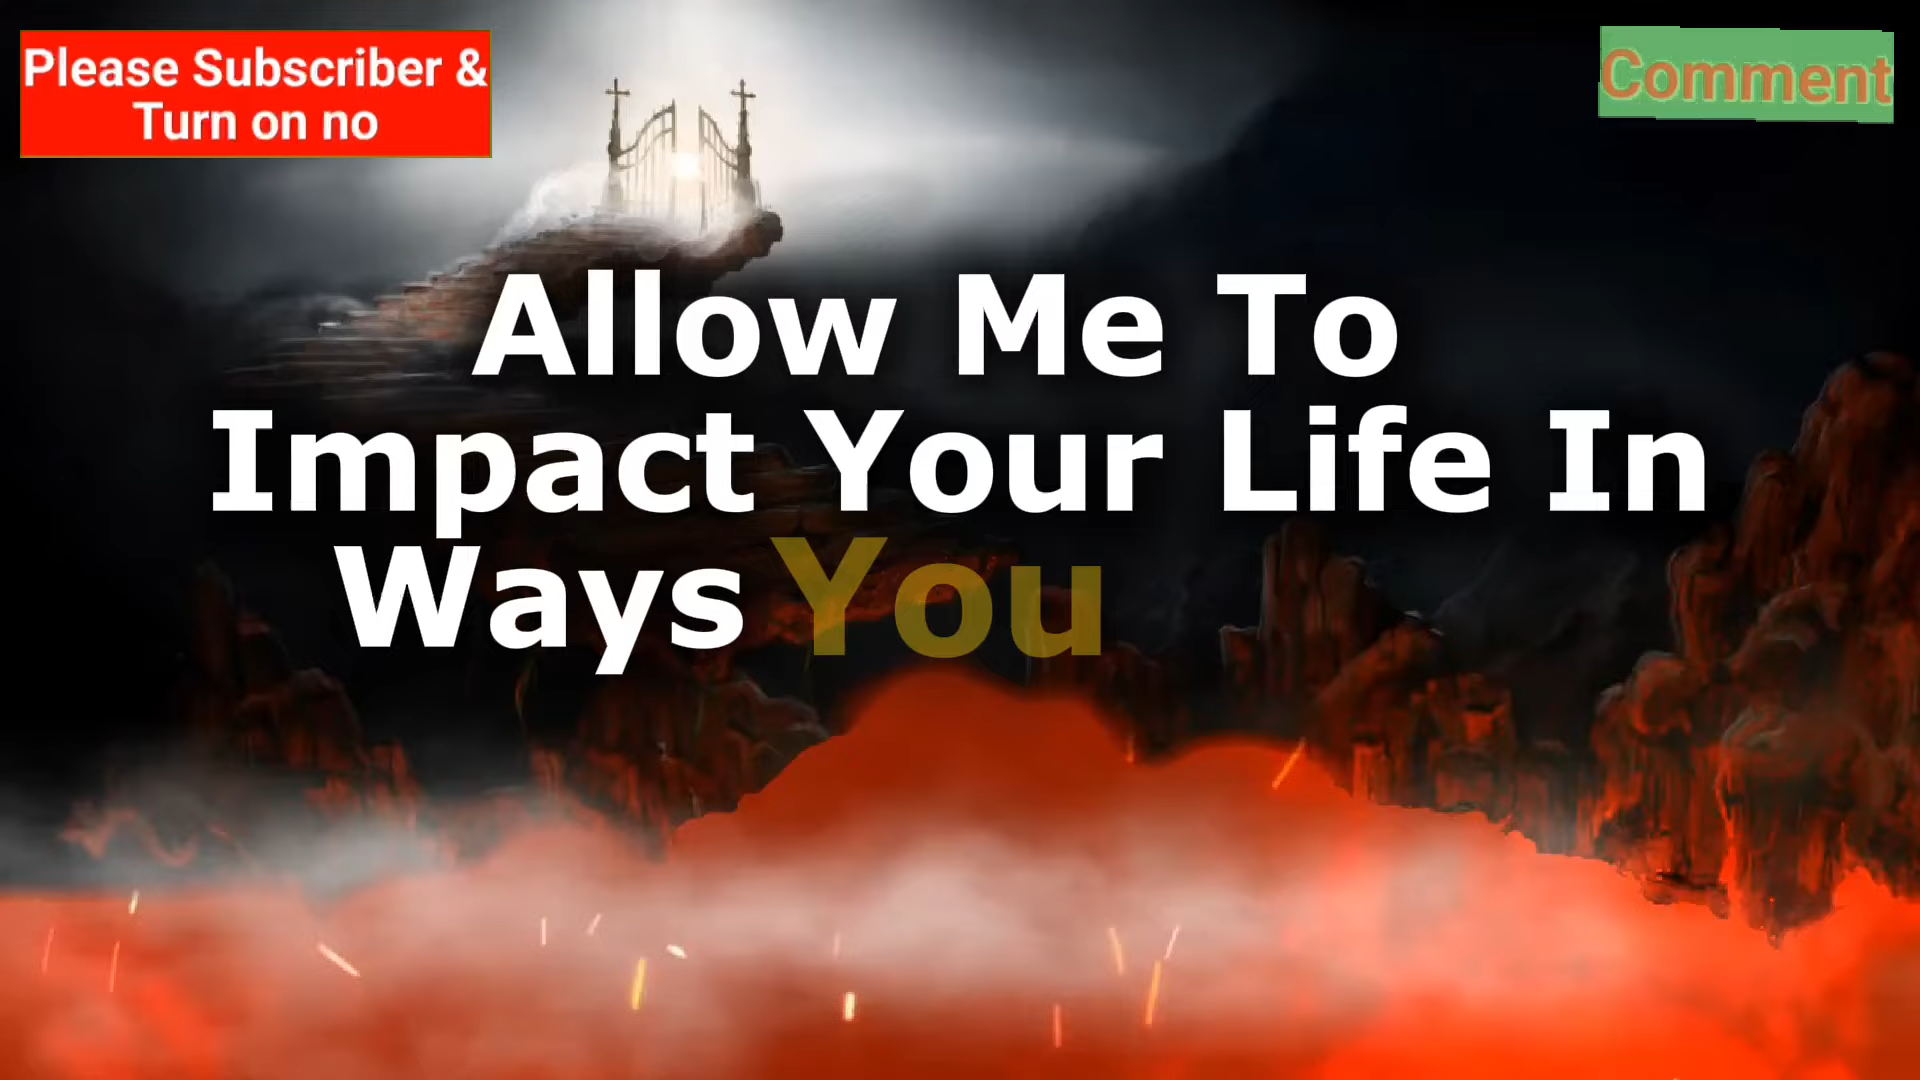 Please Subscriber &
Turn on no
Comment
Allow Me To
Impact Your Life In
Ways You